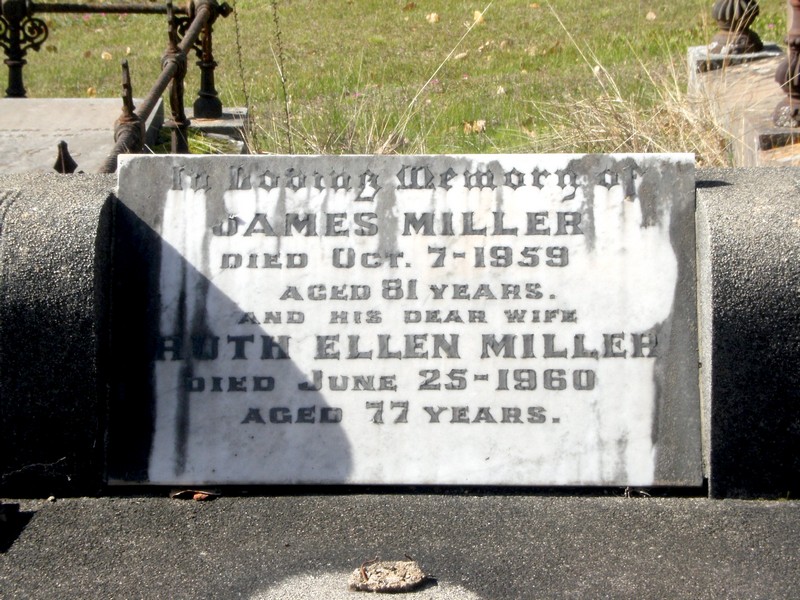 In Loving Memory of
JAMES MILLER
DIED OCT. 7-1959
AGED 81 YEARS.
AND HIS DEAR WIFE
RUTH ELLEN MILLER
DIED JUNE 25-1960
AGED 77 YEARS.